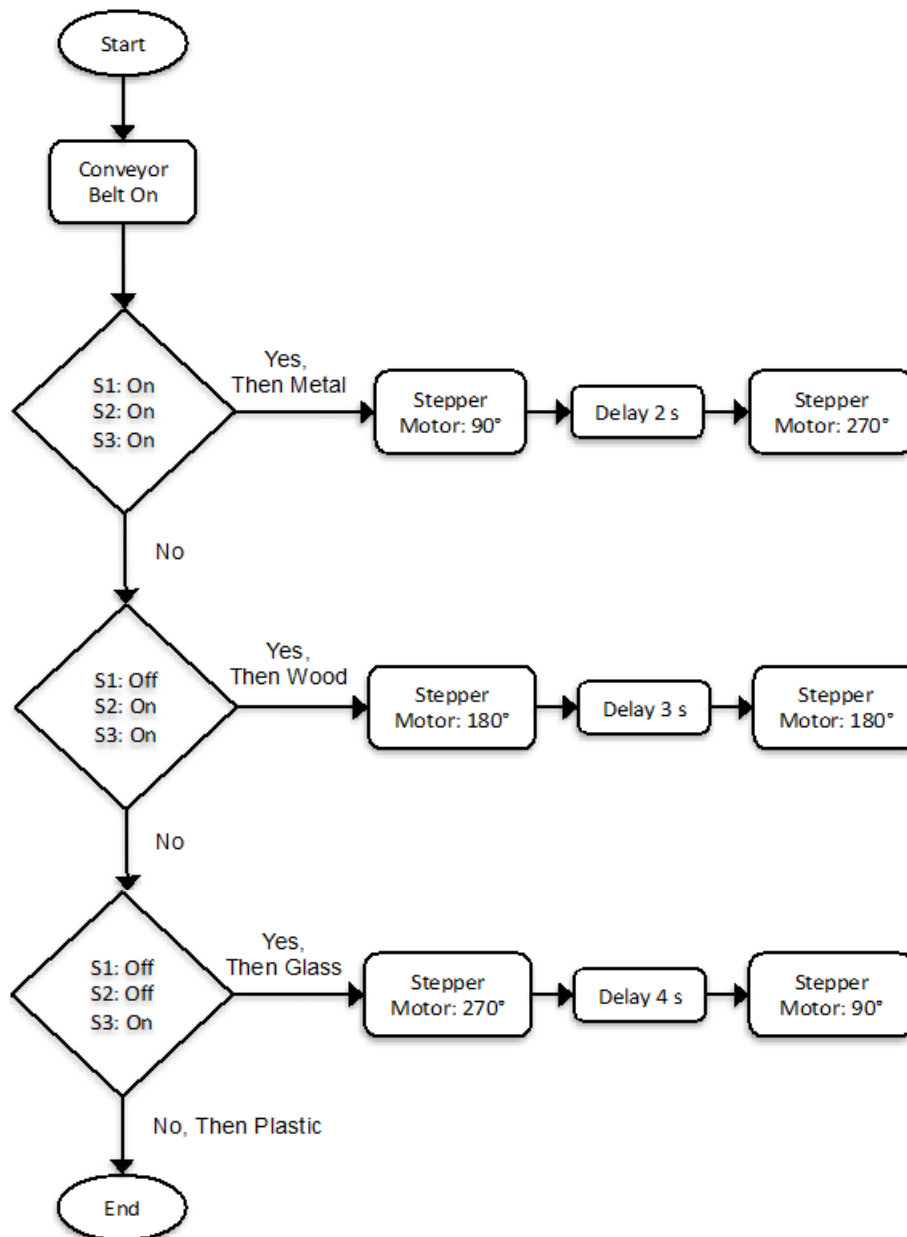 Start
Conveyor
Belt On
S1: On
S2: On
S3: On
Yes,
Then Metal
Stepper
Motor: 90°
Delay 2 s
Stepper
Motor: 270°
No
S1: Off
S2: On
S3: On
Yes,
Then Wood
Stepper
Motor: 180°
Delay 3 s
Stepper
Motor: 180°
No
S1: Off
S2: Off
S3: On
Yes,
Then Glass
Stepper
Motor: 270°
Delay 4 s
Stepper
Motor: 90°
No, Then Plastic
End